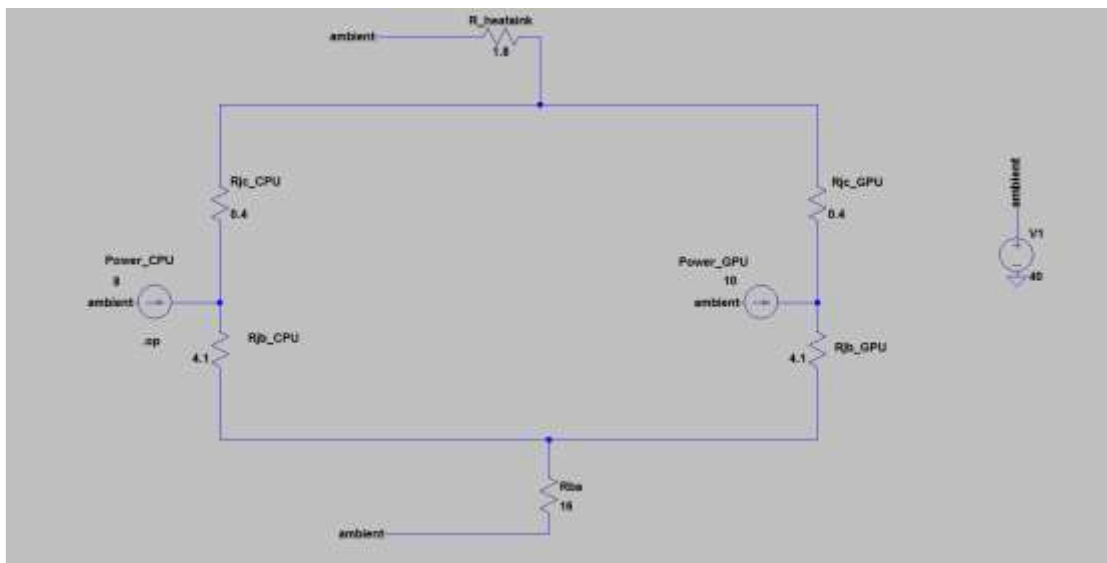 R_heatsink
ambient
1.8
Rjc_CPU
0.4
Rjc_GPU
0.4
ambient
V1
40
Power_CPU
ambient
.op
Power_GPU
10
ambient
Rjb_CPU
4.1
Rjb_GPU
4.1
Rba
16
ambient